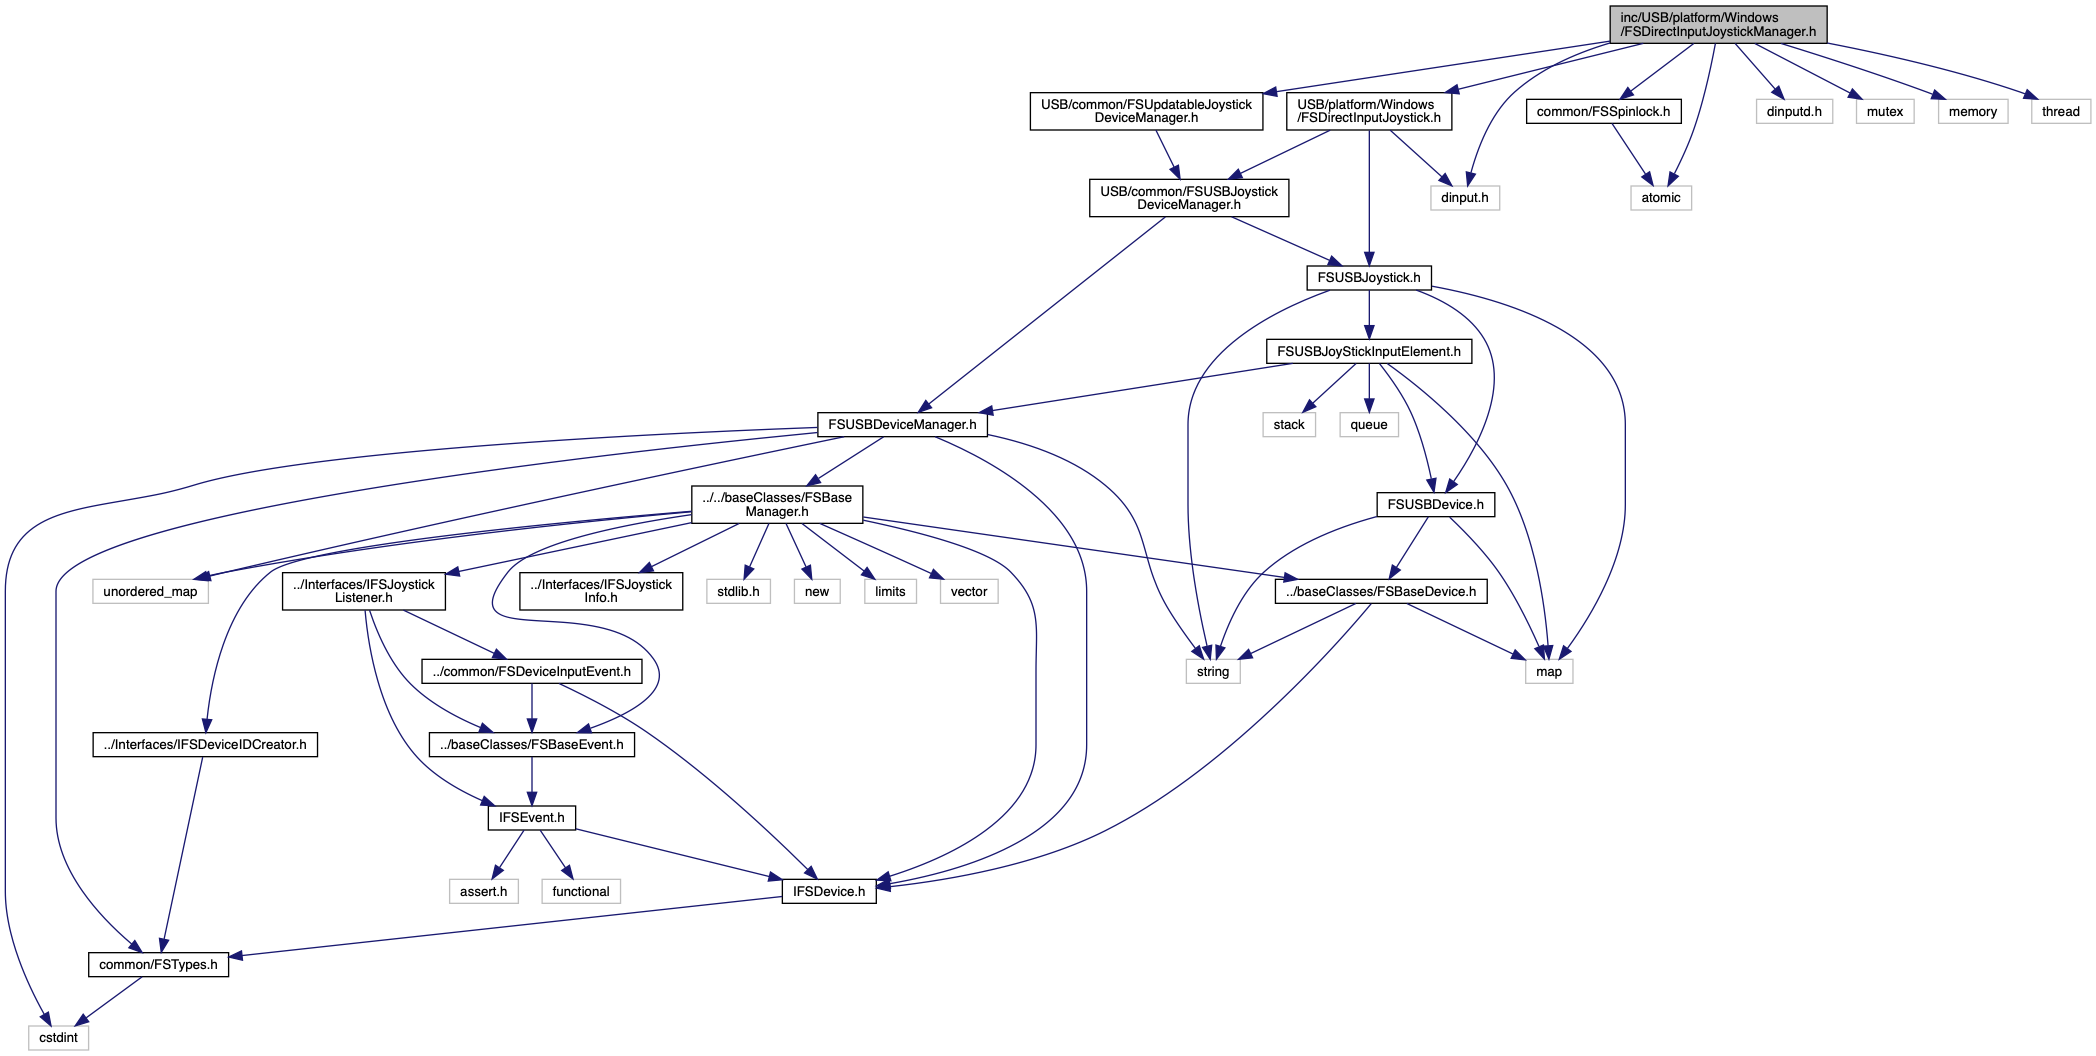 inc/USB/platform/Windows
/FSDirectInputJoystickManager.h
USB/common/FSUpdatableJoystick
DeviceManager.h
USB/platform/Windows
/FSDirectInputJoystick.h
common/FSSpinlock.h
dinputd.h
mutex
memory
thread
USB/common/FSUSBJoystick
DeviceManager.h
dinput.h
atomic
FSUSBJoystick.h
FSUSBJoyStickInputElement.h
FSUSBDeviceManager.h
stack
queue
../../baseClasses/FSBase
Manager.h
FSUSBDevice.h
unordered_map
../Interfaces/IFSJoystick
Listener.h
../Interfaces/IFSJoystick
Info.h
stdlib.h
new
limits
vector
../baseClasses/FSBaseDevice.h
../common/FSDeviceInputEvent.h
string
map
../Interfaces/IFSDeviceIDCreator.h
../baseClasses/FSBaseEvent.h
IFSEvent.h
assert.h
functional
IFSDevice.h
common/FSTypes.h
cstdint